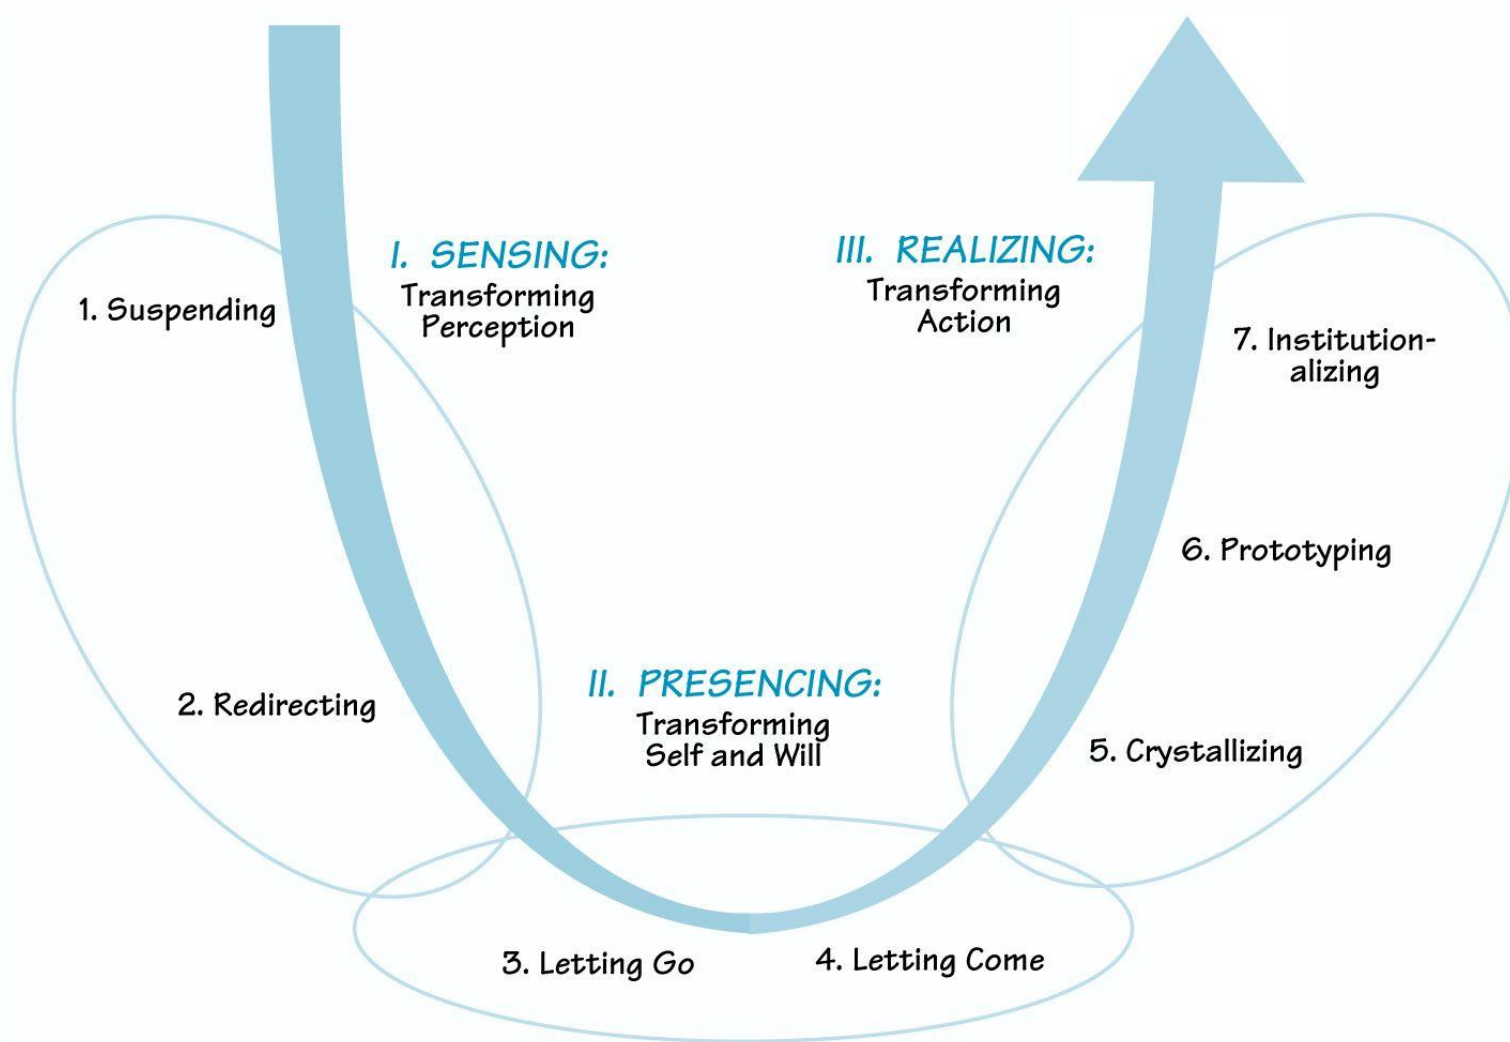 I. SENSING:
Transforming
Perception
III. REALIZING:
Transforming
Action
1. Suspending
7. Institution-
alizing
6. Prototyping
2. Redirecting
II. PRESENCING:
Transforming
Self and Will
5. Crystallizing
3. Letting Go
4. Letting Come